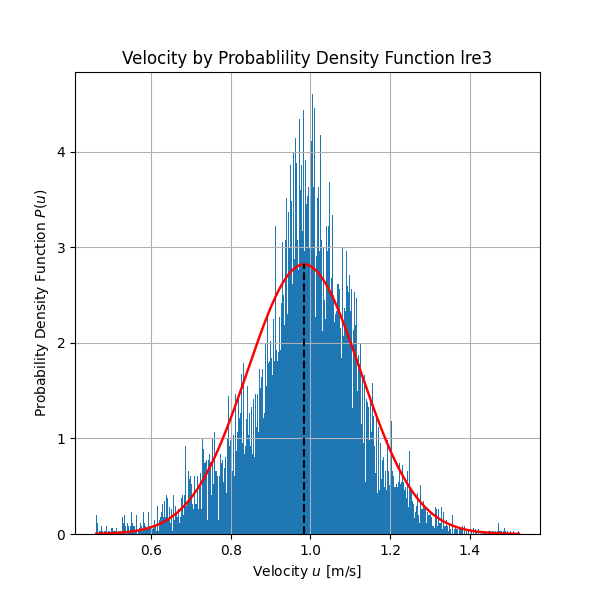 Velocity by Probablility Density Function lre3
Probability Density Function P(u)
4
3
2
1
0
0.6 0.8 1.0 1.2 1.4
Velocity u [m/s]